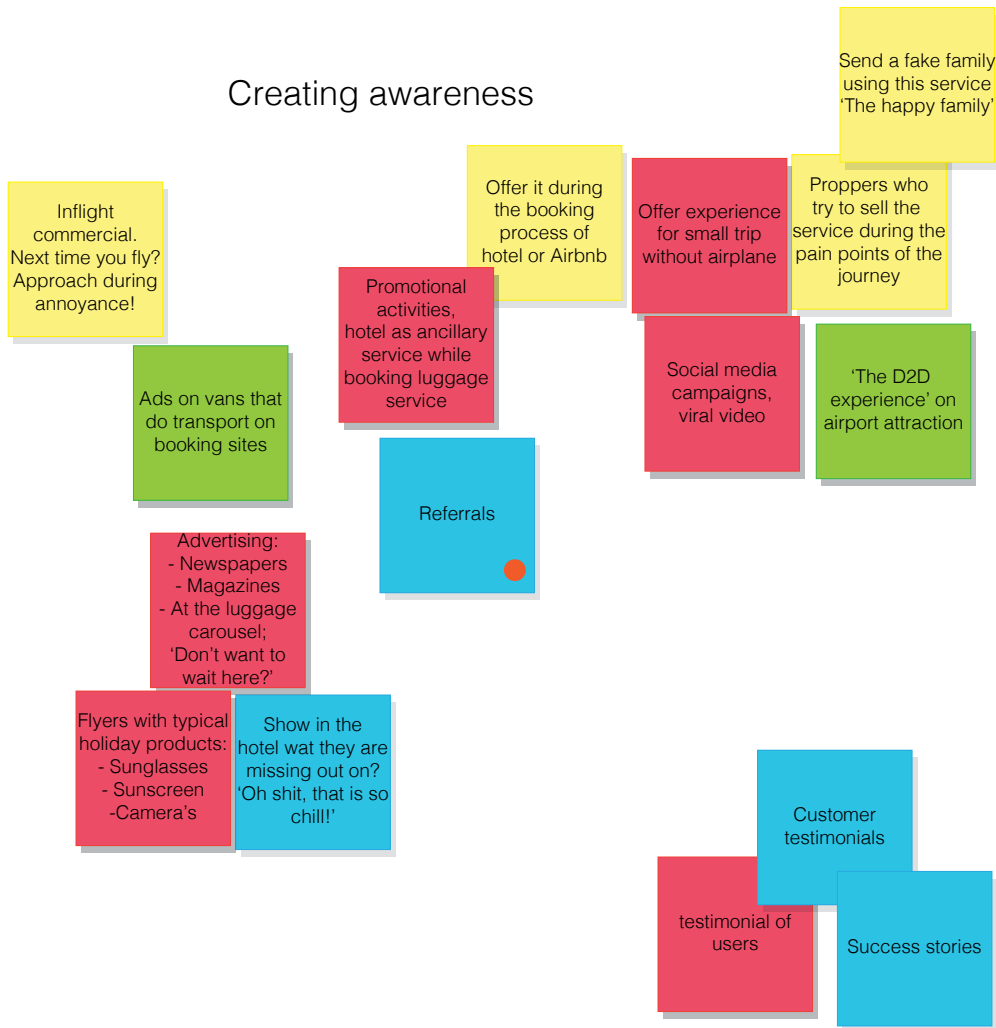 Creating awareness
Send a fake family
using this service
‘The happy family’
Inflight
commercial.
Next time you fly?
Approach during
annoyance!
Offer it during
the booking
process of
hotel or Airbnb
Offer experience
for small trip
without airplane
Proppers who
try to sell the
service during the
pain points of the
journey
Promotional
activities,
hotel as ancillary
service while
booking luggage
service
Social media
campaigns,
viral video
‘The D2D
experience’ on
airport attraction
Ads on vans that
do transport on
booking sites
Referrals
Advertising:
- Newspapers
- Magazines
- At the luggage
carousel;
‘Don’t want to
wait here?’
Flyers with typical
holiday products:
- Sunglasses
- Sunscreen
-Camera’s
Show in the
hotel wat they are
missing out on?
‘Oh shit, that is so
chill!’
Customer
testimonials
testimonial of
users
Success stories